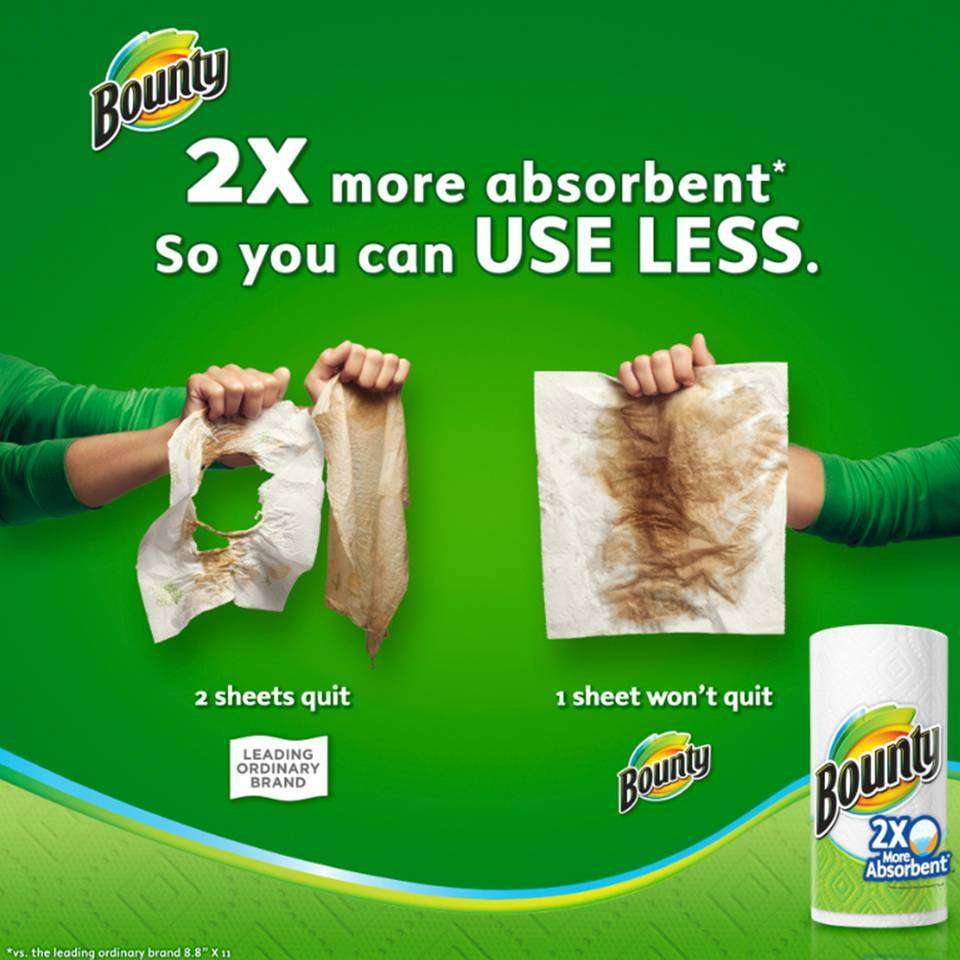 Bounty
2X more absorbent*
So you can USE LESS.
2 sheets quit
1 sheet won't quit
LEADING
ORDINARY
BRAND
Bounty
Bounty
2X
More
Absorbent*
*vs. the leading ordinary brand 8.8" X 11